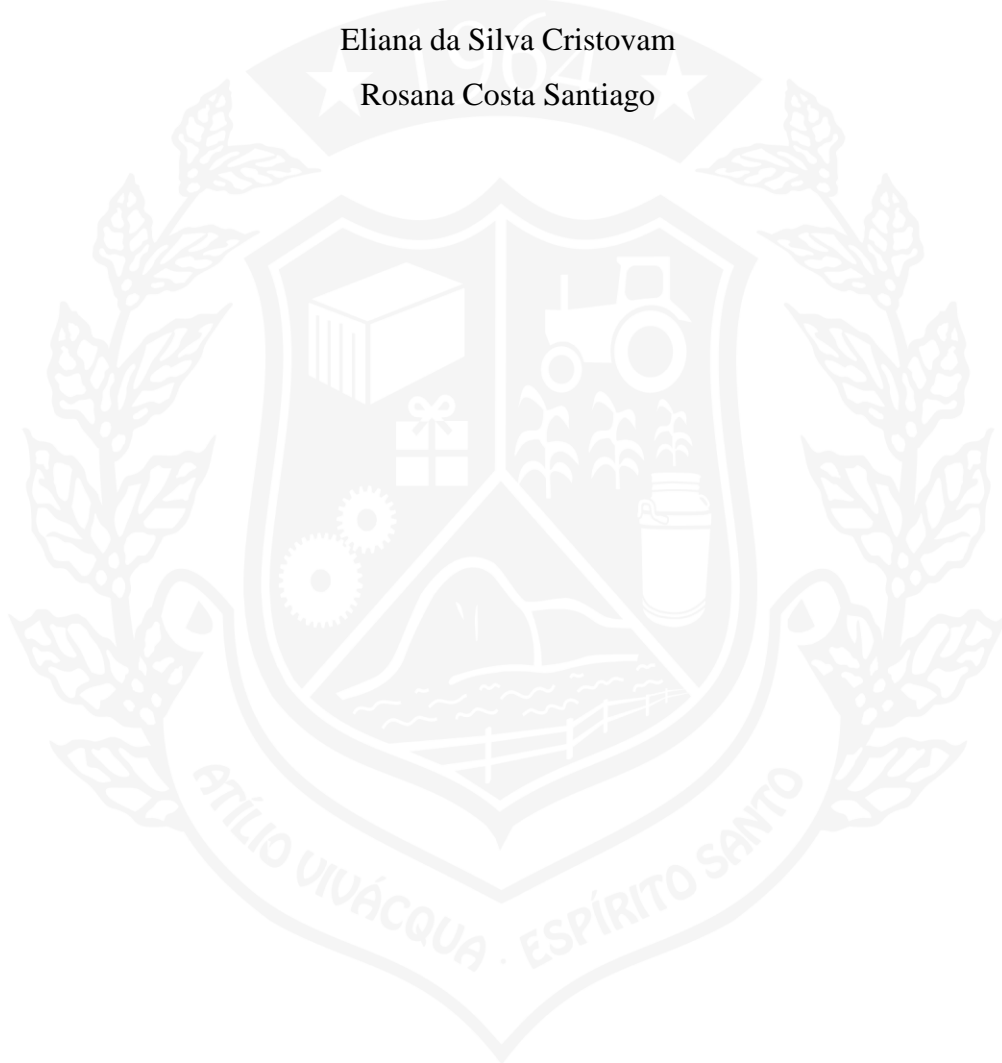 1964
Eliana da Silva Cristovam
Rosana Costa Santiago
ATÍLIO VIVÁCQUA . ESPÍRITO SANTO